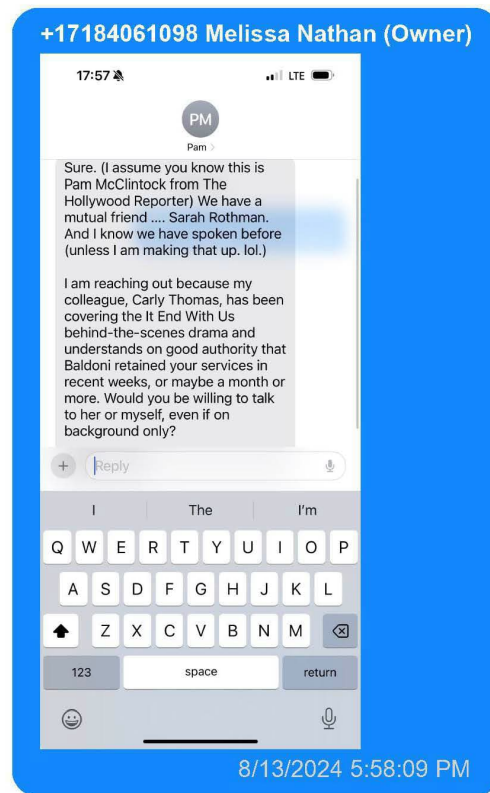 +17184061098 Melissa Nathan (Owner)
17:57
LTE
PM
Pam
Sure. (I assume you know this is
Pam McClintock from The
Hollywood Reporter) We have a
mutual friend .... Sarah Rothman.
And I know we have spoken before
(unless I am making that up. lol.)
I am reaching out because my
colleague, Carly Thomas, has been
covering the It End With Us
behind-the-scenes drama and
understands on good authority that
Baldoni retained your services in
recent weeks, or maybe a month or
more. Would you be willing to talk
to her or myself, even if on
background only?
Reply
I The I'm
Q W E R T Y U I O P
A S D F G H J K L
Z X C V B N M
123 space return
8/13/2024 5:58:09 PM